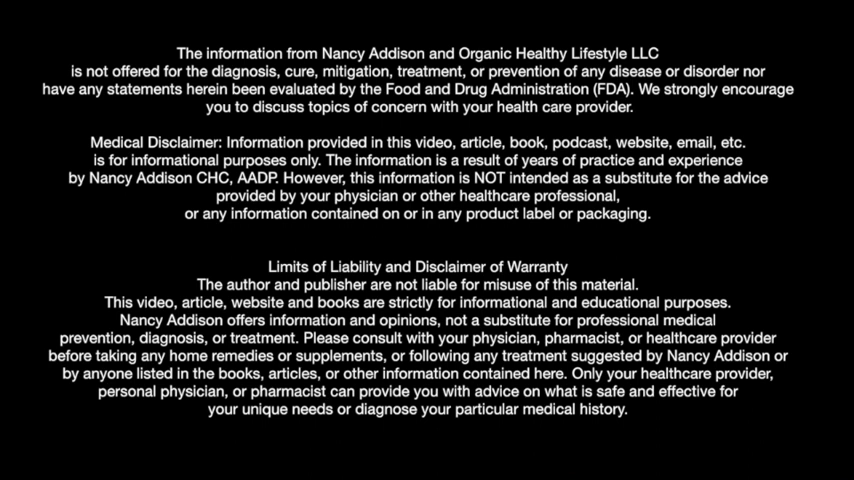 The information from Nancy Addison and Organic Healthy Lifestyle LLC
is not offered for the diagnosis, cure, mitigation, treatment, or prevention of any disease or disorder nor
have any statements herein been evaluated by the Food and Drug Administration (FDA). We strongly encourage
you to discuss topics of concern with your health care provider.
Medical Disclaimer: Information provided in this video, article, book, podcast, website, email, etc.
is for informational purposes only. The information is a result of years of practice and experience
by Nancy Addison CHC, AADP. However, this information is NOT intended as a substitute for the advice
provided by your physician or other healthcare professional,
or any information contained on or in any product label or packaging.
Limits of Liability and Disclaimer of Warranty
The author and publisher are not liable for misuse of this material.
This video, article, website and books are strictly for informational and educational purposes.
Nancy Addison offers information and opinions, not a substitute for professional medical
prevention, diagnosis, or treatment. Please consult with your physician, pharmacist, or healthcare provider
before taking any home remedies or supplements, or following any treatment suggested by Nancy Addison or
by anyone listed in the books, articles, or other information contained here. Only your healthcare provider,
personal physician, or pharmacist can provide you with advice on what is safe and effective for
your unique needs or diagnose your particular medical history.